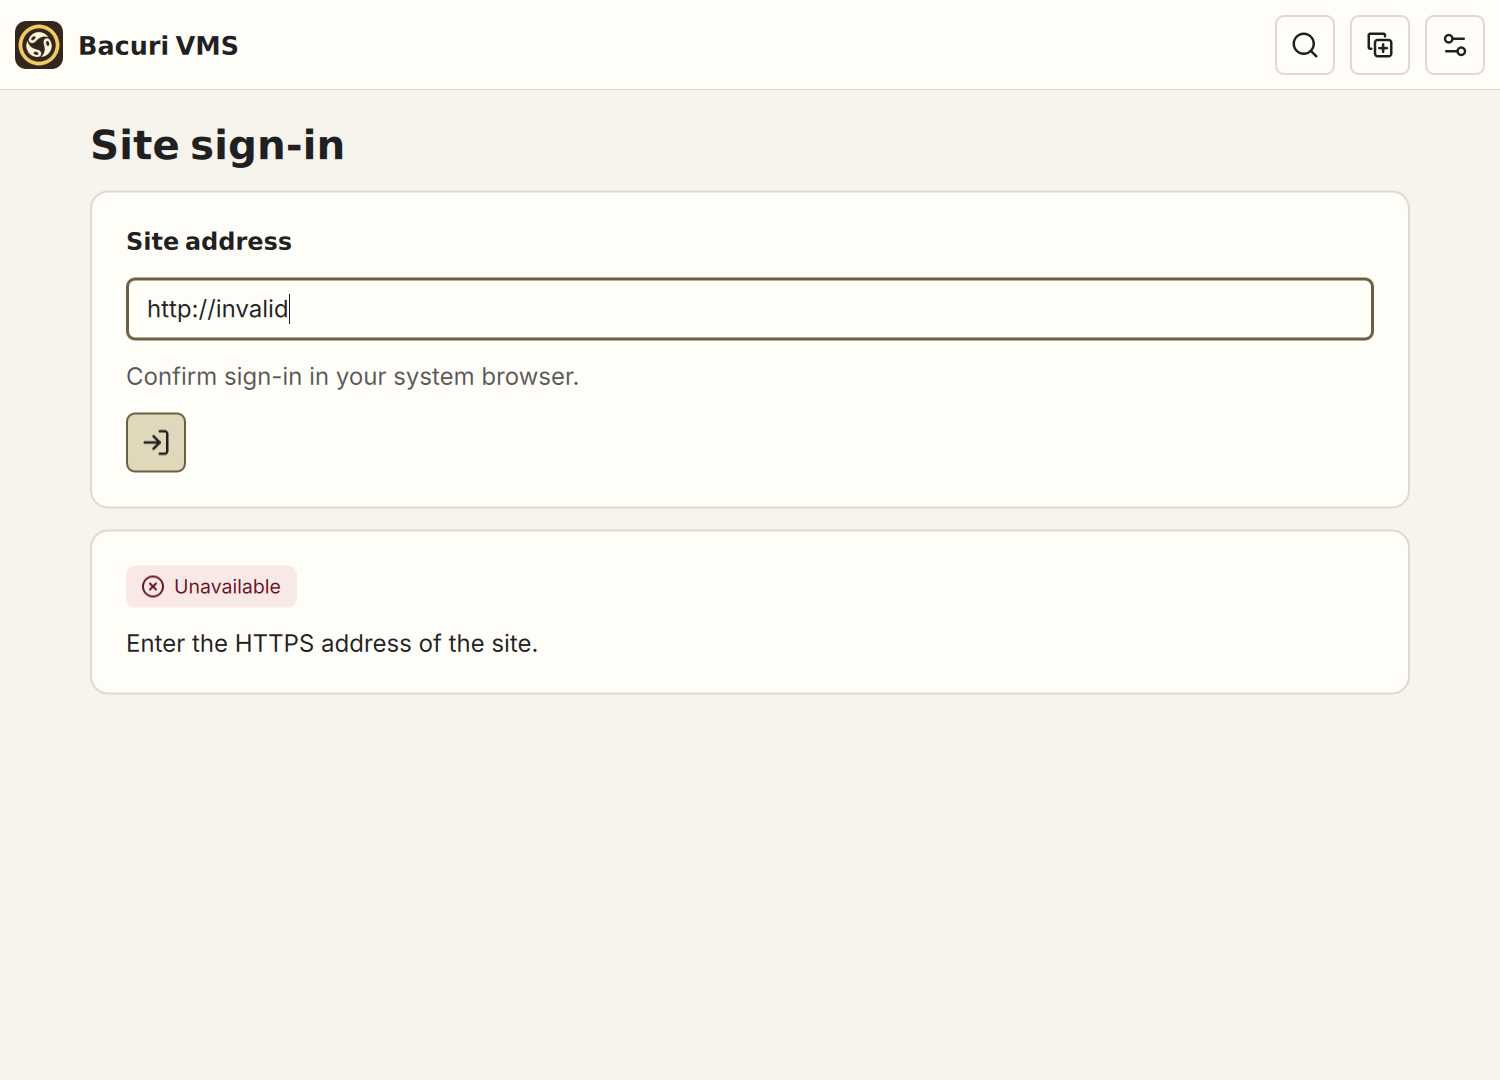 Bacuri VMS
Site sign-in
Site address
http://invalid
Confirm sign-in in your system browser.
Unavailable
Enter the HTTPS address of the site.